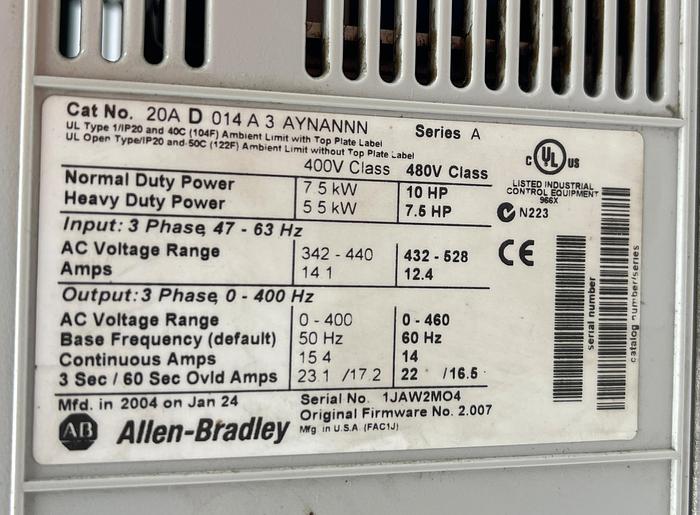 Cat No. 20A D 014 A 3 AYNANNN Series A
UL Type 1/IP20 and 40C (104F) Ambient Limit with Top Plate Label
UL Open Type/IP20 and 50C (122F) Ambient Limit without Top Plate Label
400V Class 480V Class
Normal Duty Power 7 5 kW 10 HP
Heavy Duty Power 5 5 kW 7.5 HP
Input: 3 Phase, 47 - 63 Hz
AC Voltage Range 342 - 440 432 - 528
Amps 14 1 12.4
Output: 3 Phase, 0 - 400 Hz
AC Voltage Range 0 - 400 0 - 460
Base Frequency (default) 50 Hz 60 Hz
Continuous Amps 15 4 14
3 Sec / 60 Sec Ovld Amps 23 1 / 17 2 22 / 16.5
Mfd. in 2004 on Jan 24 Serial No. 1JAW2MO4
Original Firmware No. 2.007
AB Allen-Bradley Mfg in U.S.A. (FAC1J)
C UL US
LISTED INDUSTRIAL
CONTROL EQUIPMENT
966X
N223
CE
serial number
catalog number/series